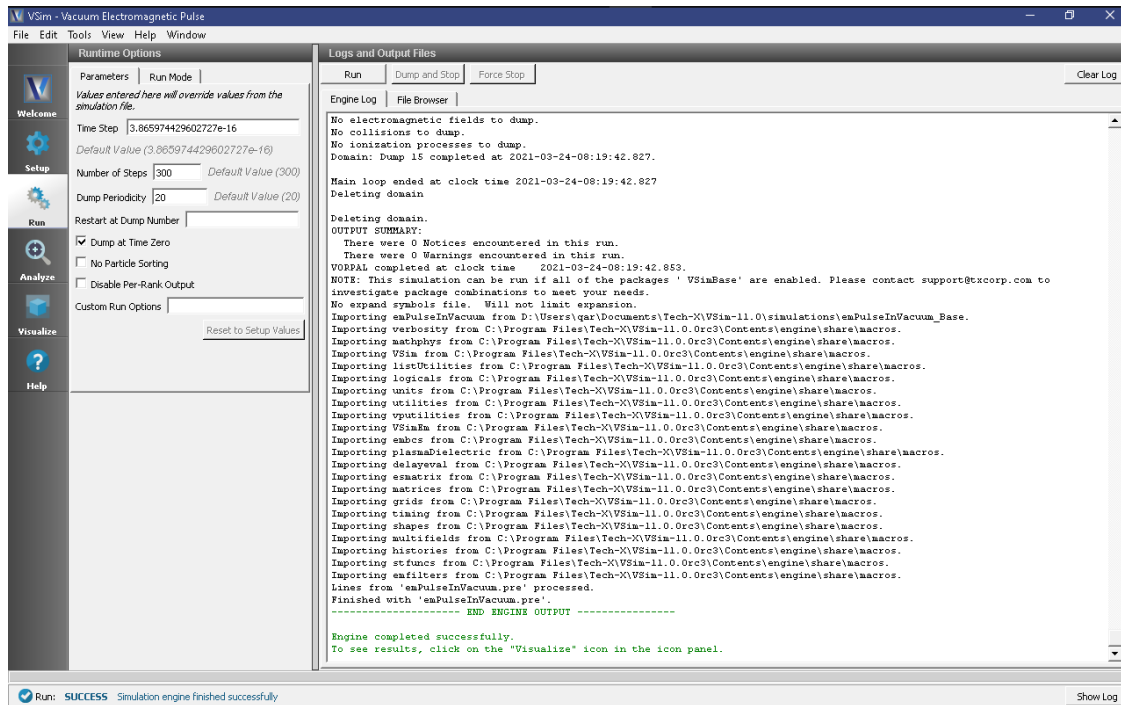 VSim - Vacuum Electromagnetic Pulse
File Edit Tools View Help Window
Runtime Options
Logs and Output Files
Welcome
Setup
Run
Analyze
Visualize
Help
Parameters
Run Mode
Values entered here will override values from the
simulation file.
Time Step 3.865974429602727e-16
Default Value (3.865974429602727e-16)
Number of Steps 300 Default Value (300)
Dump Periodicity 20 Default Value (20)
Restart at Dump Number
Dump at Time Zero
No Particle Sorting
Disable Per-Rank Output
Custom Run Options
Reset to Setup Values
Run
Dump and Stop
Force Stop
Clear Log
Engine Log
File Browser
No electromagnetic fields to dump.
No collisions to dump.
No ionization processes to dump.
Domain: Dump 15 completed at 2021-03-24-08:19:42.827.
Main loop ended at clock time 2021-03-24-08:19:42.827
Deleting domain
Deleting domain.
OUTPUT SUMMARY:
There were 0 Notices encountered in this run.
There were 0 Warnings encountered in this run.
VORPAL completed at clock time 2021-03-24-08:19:42.853.
NOTE: This simulation can be run if all of the packages ' VSimBase' are enabled. Please contact support@txcorp.com to
investigate package combinations to meet your needs.
No expand symbols file. Will not limit expansion.
Importing emPulseInVacuum from D:\Users\qar\Documents\Tech-X\VSim-11.0\simulations\emPulseInVacuum_Base.
Importing verbosity from C:\Program Files\Tech-X\VSim-11.0.0rc3\Contents\engine\share\macros.
Importing mathphys from C:\Program Files\Tech-X\VSim-11.0.0rc3\Contents\engine\share\macros.
Importing VSim from C:\Program Files\Tech-X\VSim-11.0.0rc3\Contents\engine\share\macros.
Importing listUtilities from C:\Program Files\Tech-X\VSim-11.0.0rc3\Contents\engine\share\macros.
Importing logicals from C:\Program Files\Tech-X\VSim-11.0.0rc3\Contents\engine\share\macros.
Importing units from C:\Program Files\Tech-X\VSim-11.0.0rc3\Contents\engine\share\macros.
Importing utilities from C:\Program Files\Tech-X\VSim-11.0.0rc3\Contents\engine\share\macros.
Importing vputilities from C:\Program Files\Tech-X\VSim-11.0.0rc3\Contents\engine\share\macros.
Importing VSimEm from C:\Program Files\Tech-X\VSim-11.0.0rc3\Contents\engine\share\macros.
Importing embcs from C:\Program Files\Tech-X\VSim-11.0.0rc3\Contents\engine\share\macros.
Importing plasmaDielectric from C:\Program Files\Tech-X\VSim-11.0.0rc3\Contents\engine\share\macros.
Importing delayeval from C:\Program Files\Tech-X\VSim-11.0.0rc3\Contents\engine\share\macros.
Importing esmatrix from C:\Program Files\Tech-X\VSim-11.0.0rc3\Contents\engine\share\macros.
Importing matrices from C:\Program Files\Tech-X\VSim-11.0.0rc3\Contents\engine\share\macros.
Importing grids from C:\Program Files\Tech-X\VSim-11.0.0rc3\Contents\engine\share\macros.
Importing timing from C:\Program Files\Tech-X\VSim-11.0.0rc3\Contents\engine\share\macros.
Importing shapes from C:\Program Files\Tech-X\VSim-11.0.0rc3\Contents\engine\share\macros.
Importing multifields from C:\Program Files\Tech-X\VSim-11.0.0rc3\Contents\engine\share\macros.
Importing histories from C:\Program Files\Tech-X\VSim-11.0.0rc3\Contents\engine\share\macros.
Importing stfuncs from C:\Program Files\Tech-X\VSim-11.0.0rc3\Contents\engine\share\macros.
Importing emfilters from C:\Program Files\Tech-X\VSim-11.0.0rc3\Contents\engine\share\macros.
Lines from 'emPulseInVacuum.pre' processed.
Finished with 'emPulseInVacuum.pre'.
-------------------- END ENGINE OUTPUT ---------------
Engine completed successfully.
To see results, click on the "Visualize" icon in the icon panel.
Run: SUCCESS Simulation engine finished successfully
Show Log